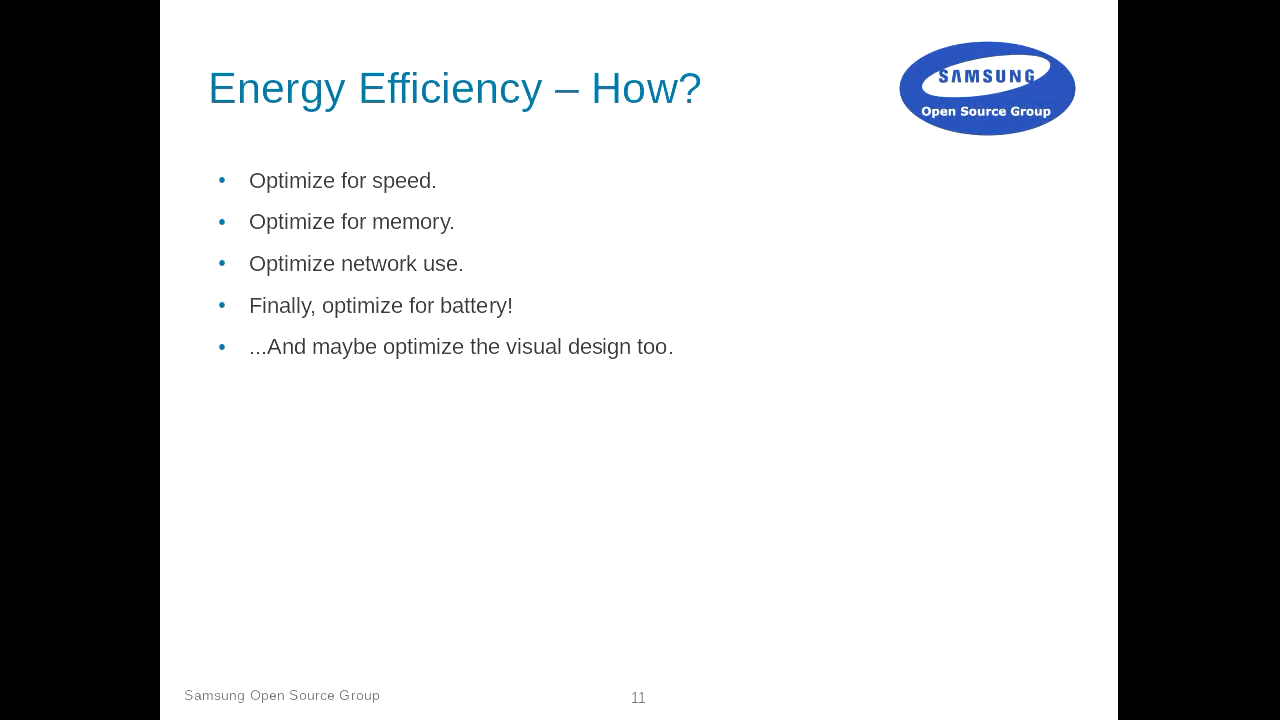 Energy Efficiency – How?
SAMSUNG
Open Source Group
• Optimize for speed.
• Optimize for memory.
• Optimize network use.
• Finally, optimize for battery!
• ...And maybe optimize the visual design too.
Samsung Open Source Group
11